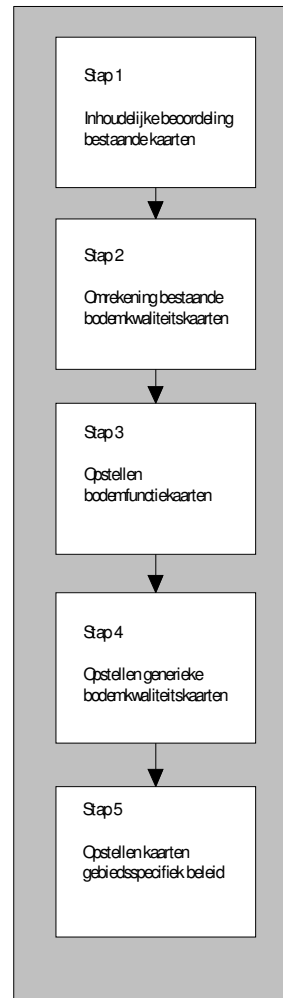 Stap 1
Inhoudelijke beoordeling
bestaande kaarten
Stap 2
Omrekening bestaande
bodemkwaliteitskaarten
Stap 3
Opstellen
bodemfunctiekaarten
Stap 4
Opstellen generieke
bodemkwaliteitskaarten
Stap 5
Opstellen kaarten
gebiedsspecifiek beleid